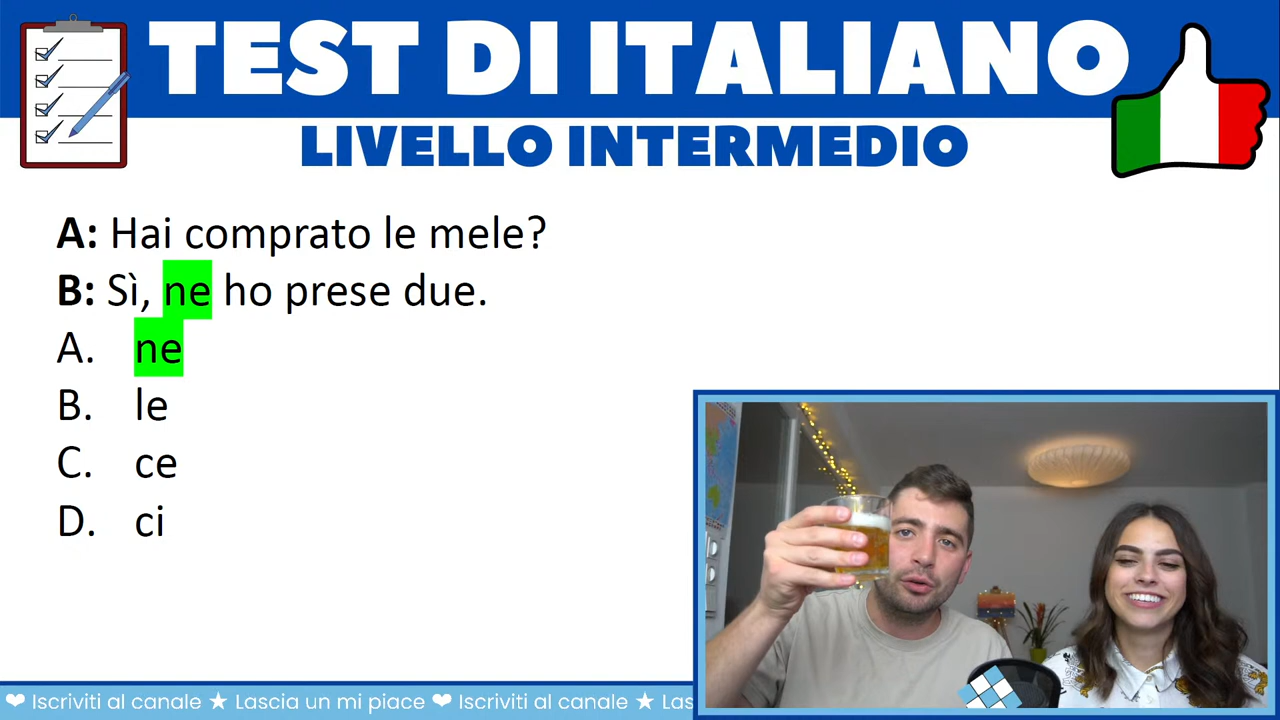 TEST DI ITALIANO
LIVELLO INTERMEDIO
A: Hai comprato le mele?
B: Sì, ne ho prese due.
A. ne
B. le
C. ce
D. ci
❤ Iscriviti al canale ★ Lascia un mi piace ❤ Iscriviti al canale ★ Las